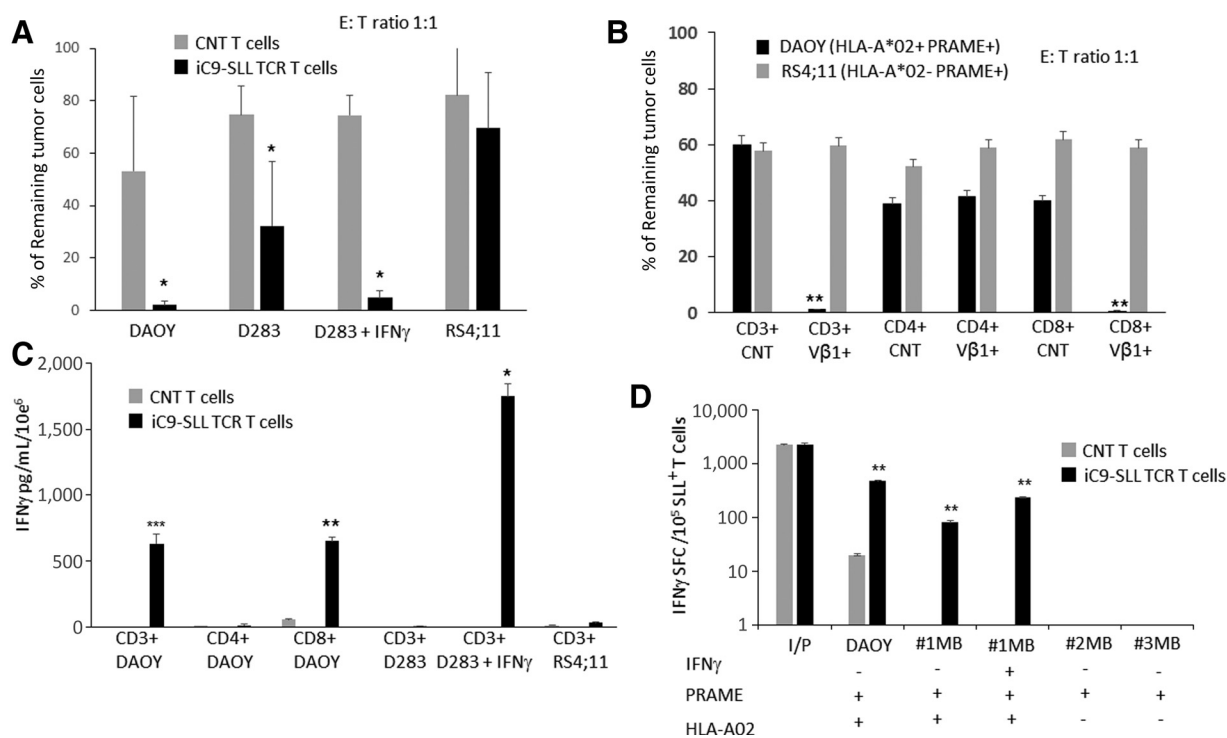 A
E: T ratio 1:1
CNT T cells
iC9-SLL TCR T cells
% of Remaining tumor cells
100
80
60
40
20
0
*
*
*
DAOY D283 D283 + IFNγ RS4;11
B
DAOY (HLA-A*02+ PRAME+)
RS4;11 (HLA-A*02- PRAME+)
E: T ratio 1:1
% of Remaining tumor cells
100
80
60
40
20
0
**
**
CD3+ CD3+ CD4+ CD4+ CD8+ CD8+
CNT Vβ1+ CNT Vβ1+ CNT Vβ1+
C
CNT T cells
iC9-SLL TCR T cells
IFNγ pg/mL/10e⁶
2,000
1,500
1,000
500
0
***
**
*
CD3+ CD4+ CD8+ CD3+ CD3+ CD3+
DAOY DAOY DAOY D283 D283 + IFNγ RS4;11
D
CNT T cells
iC9-SLL TCR T cells
IFNγ SFC /10⁵ SLL⁺ T Cells
10,000
1,000
100
10
1
**
**
**
I/P DAOY #1MB #1MB #2MB #3MB
IFNγ - - + - -
PRAME + + + + +
HLA-A02 + + + - -